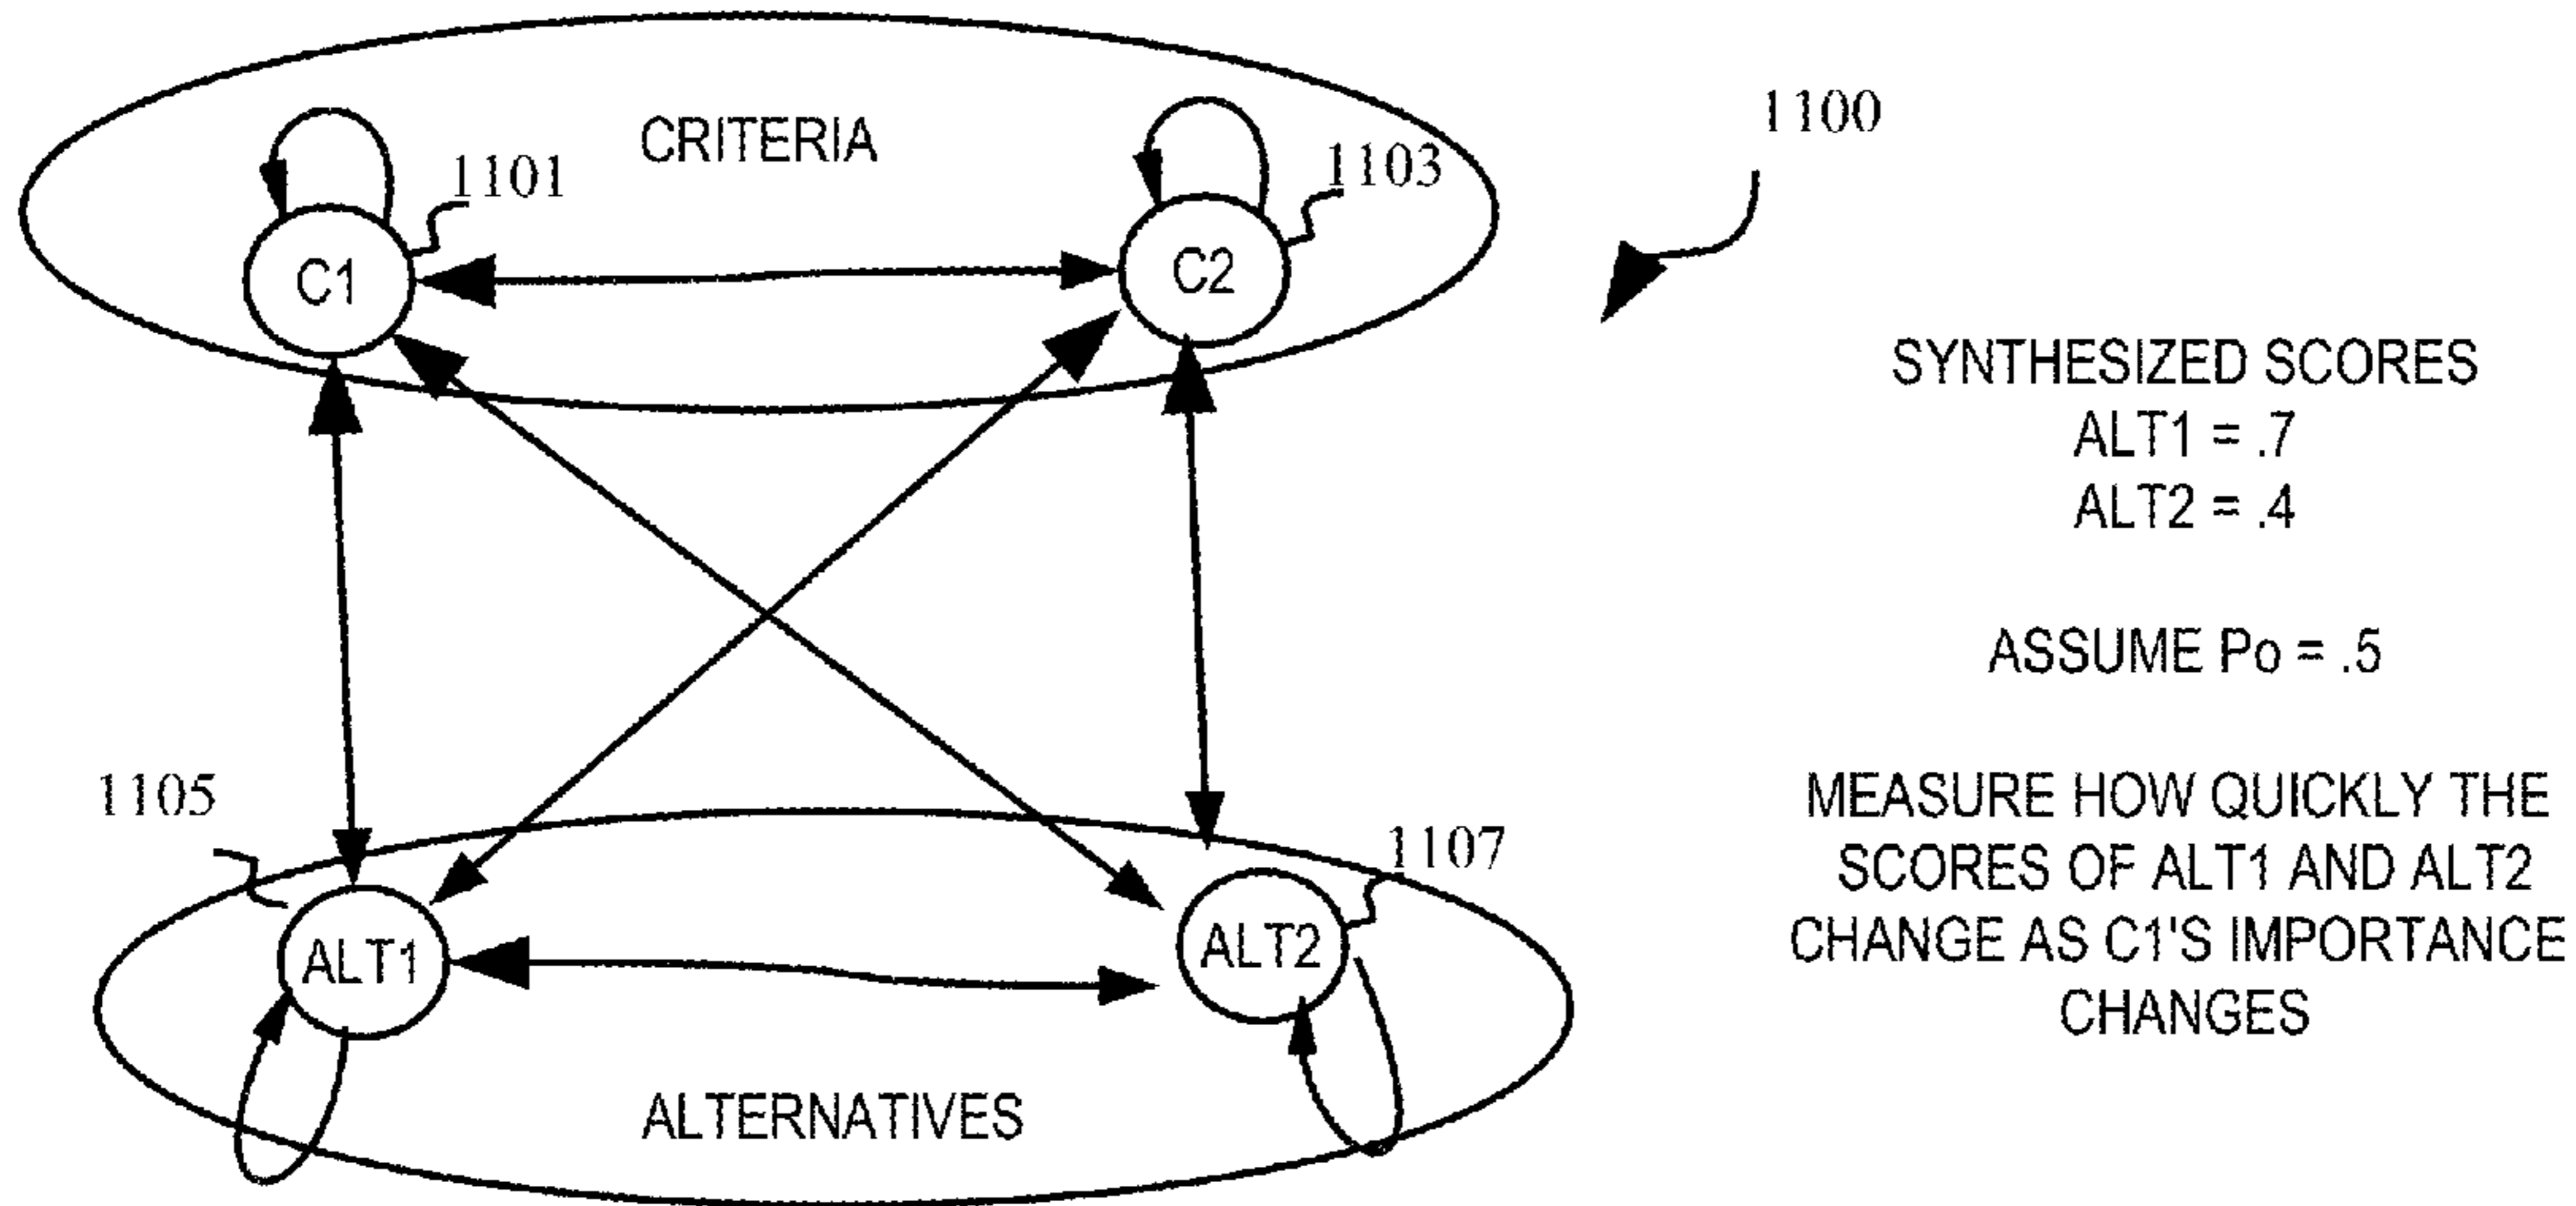 CRITERIA
1100
1101
1103
C1
C2
SYNTHESIZED SCORES
ALT1 = .7
ALT2 = .4
ASSUME Po = .5
MEASURE HOW QUICKLY THE
SCORES OF ALT1 AND ALT2
CHANGE AS C1'S IMPORTANCE
CHANGES
1105
1107
ALT1
ALT2
ALTERNATIVES